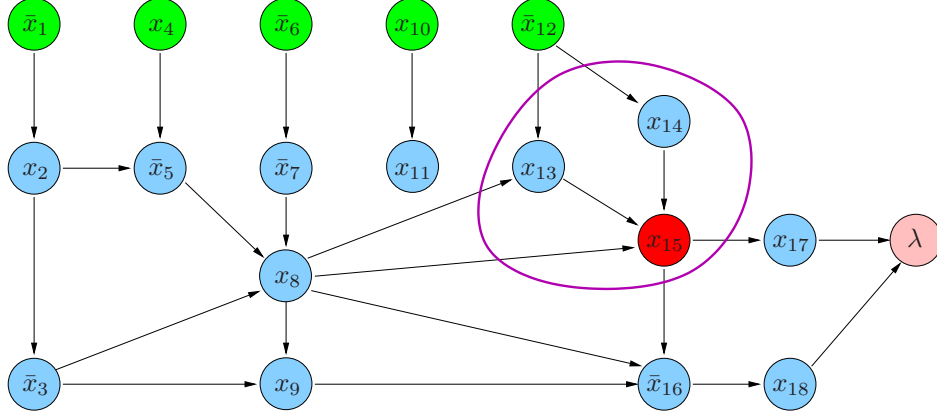 x̄₁ x₄ x̄₆ x₁₀ x̄₁₂
x₁₄
x₂ x̄₅ x̄₇ x₁₁ x₁₃
x₁₅ x₁₇ λ
x₈
x̄₃ x₉ x̄₁₆ x₁₈